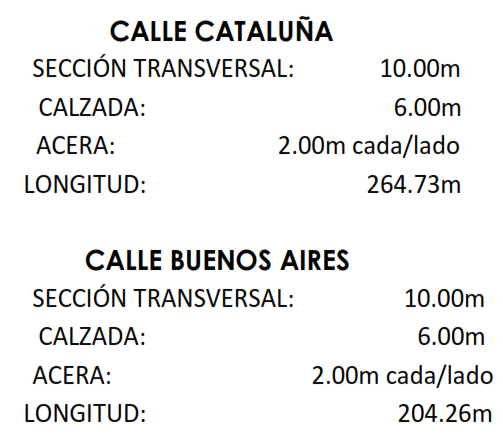 CALLE CATALUÑA
SECCIÓN TRANSVERSAL: 10.00m
CALZADA: 6.00m
ACERA: 2.00m cada/lado
LONGITUD: 264.73m
CALLE BUENOS AIRES
SECCIÓN TRANSVERSAL: 10.00m
CALZADA: 6.00m
ACERA: 2.00m cada/lado
LONGITUD: 204.26m